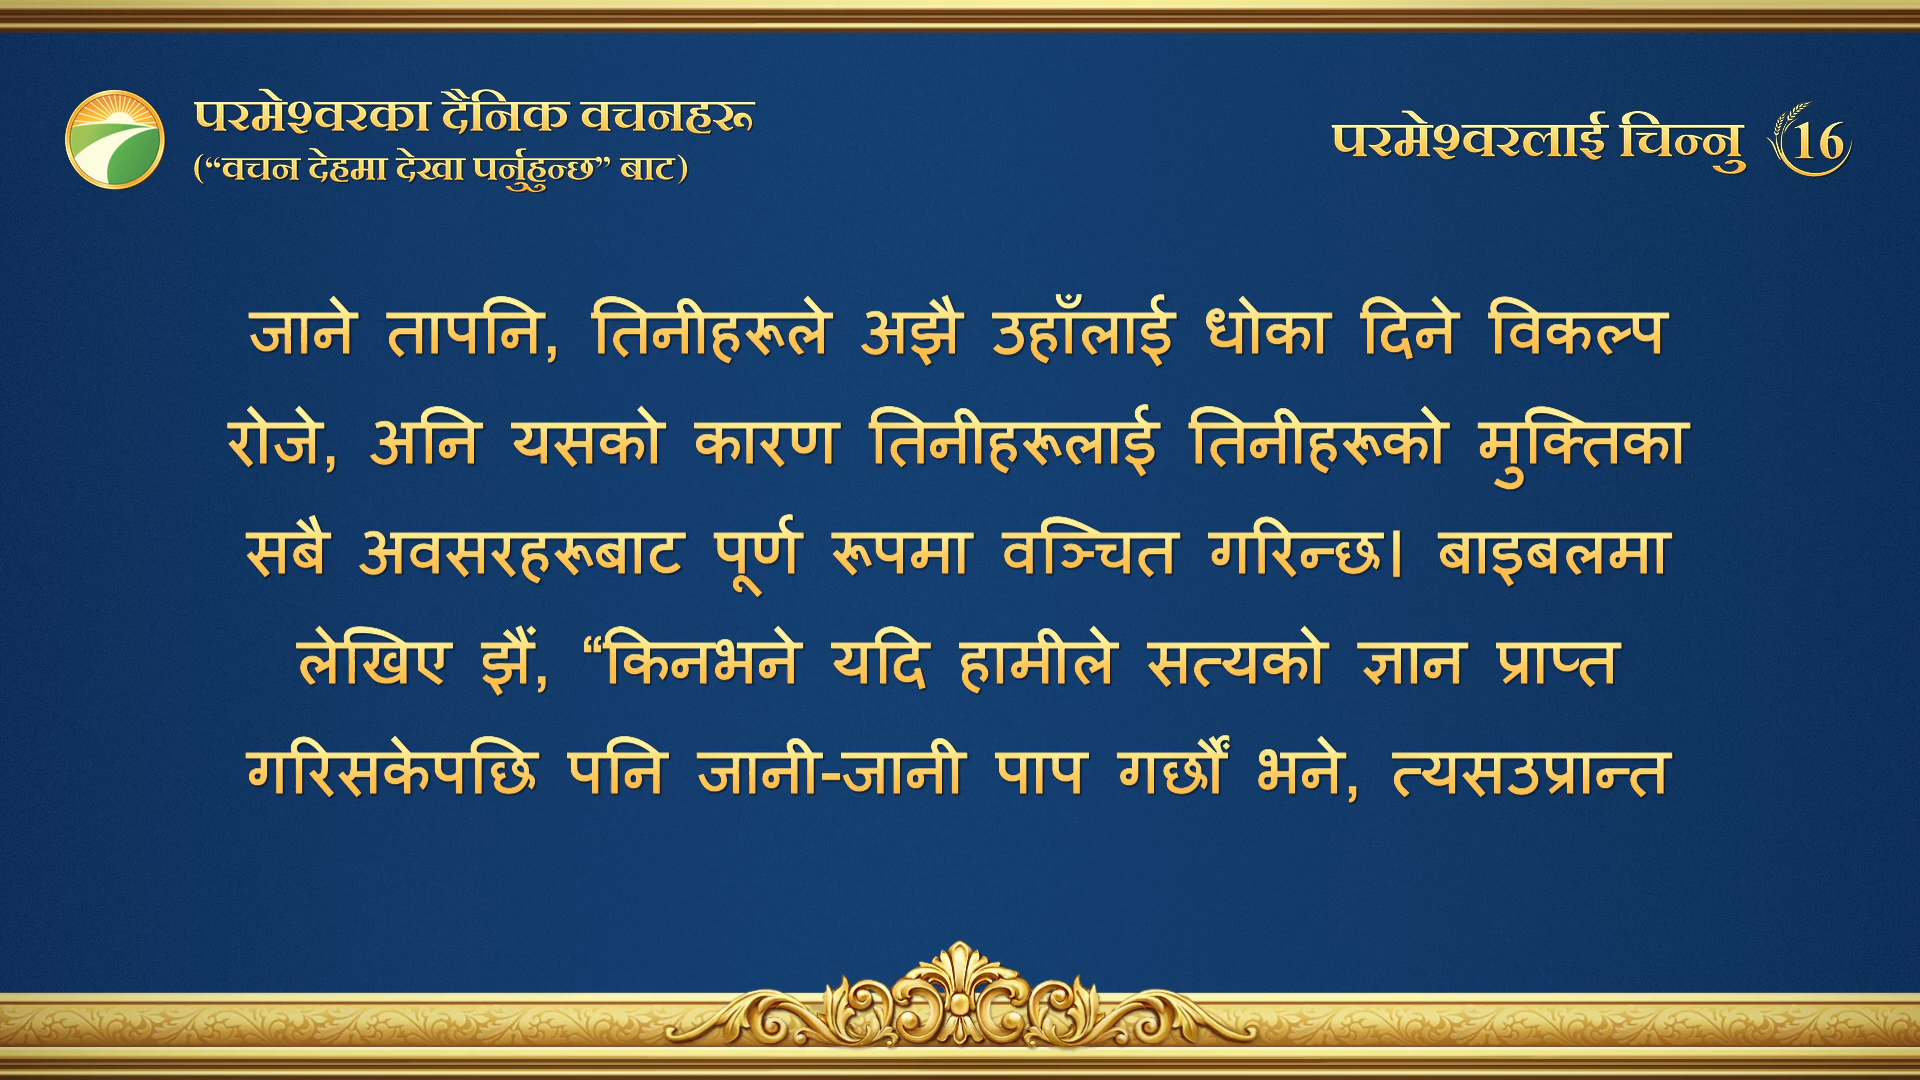 परमेश्वरका दैनिक वचनहरू
(“वचन देहमा देखा पर्नुहुन्छ” बाट)
परमेश्वरलाई चिन्नु 16
जाने तापनि, तिनीहरूले अझै उहाँलाई धोका दिने विकल्प
रोजे, अनि यसको कारण तिनीहरूलाई तिनीहरूको मुक्तिका
सबै अवसरहरूबाट पूर्ण रूपमा वञ्चित गरिन्छ। बाइबलमा
लेखिए झैं, “किनभने यदि हामीले सत्यको ज्ञान प्राप्त
गरिसकेपछि पनि जानी-जानी पाप गर्छौं भने, त्यसउप्रान्त